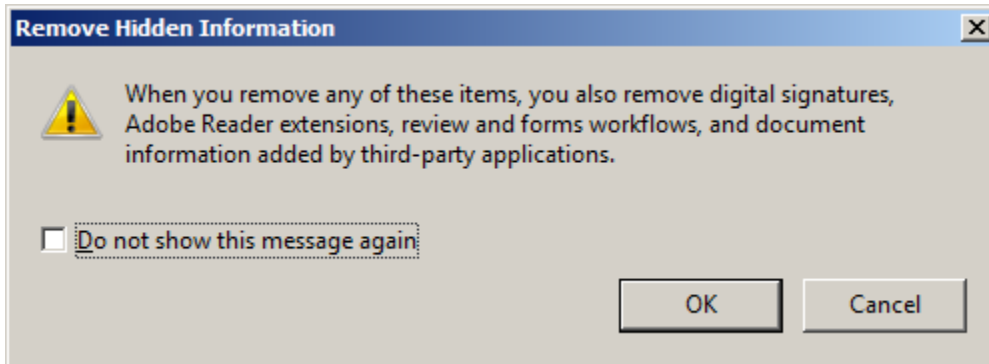 Remove Hidden Information
When you remove any of these items, you also remove digital signatures,
Adobe Reader extensions, review and forms workflows, and document
information added by third-party applications.
Do not show this message again
OK Cancel